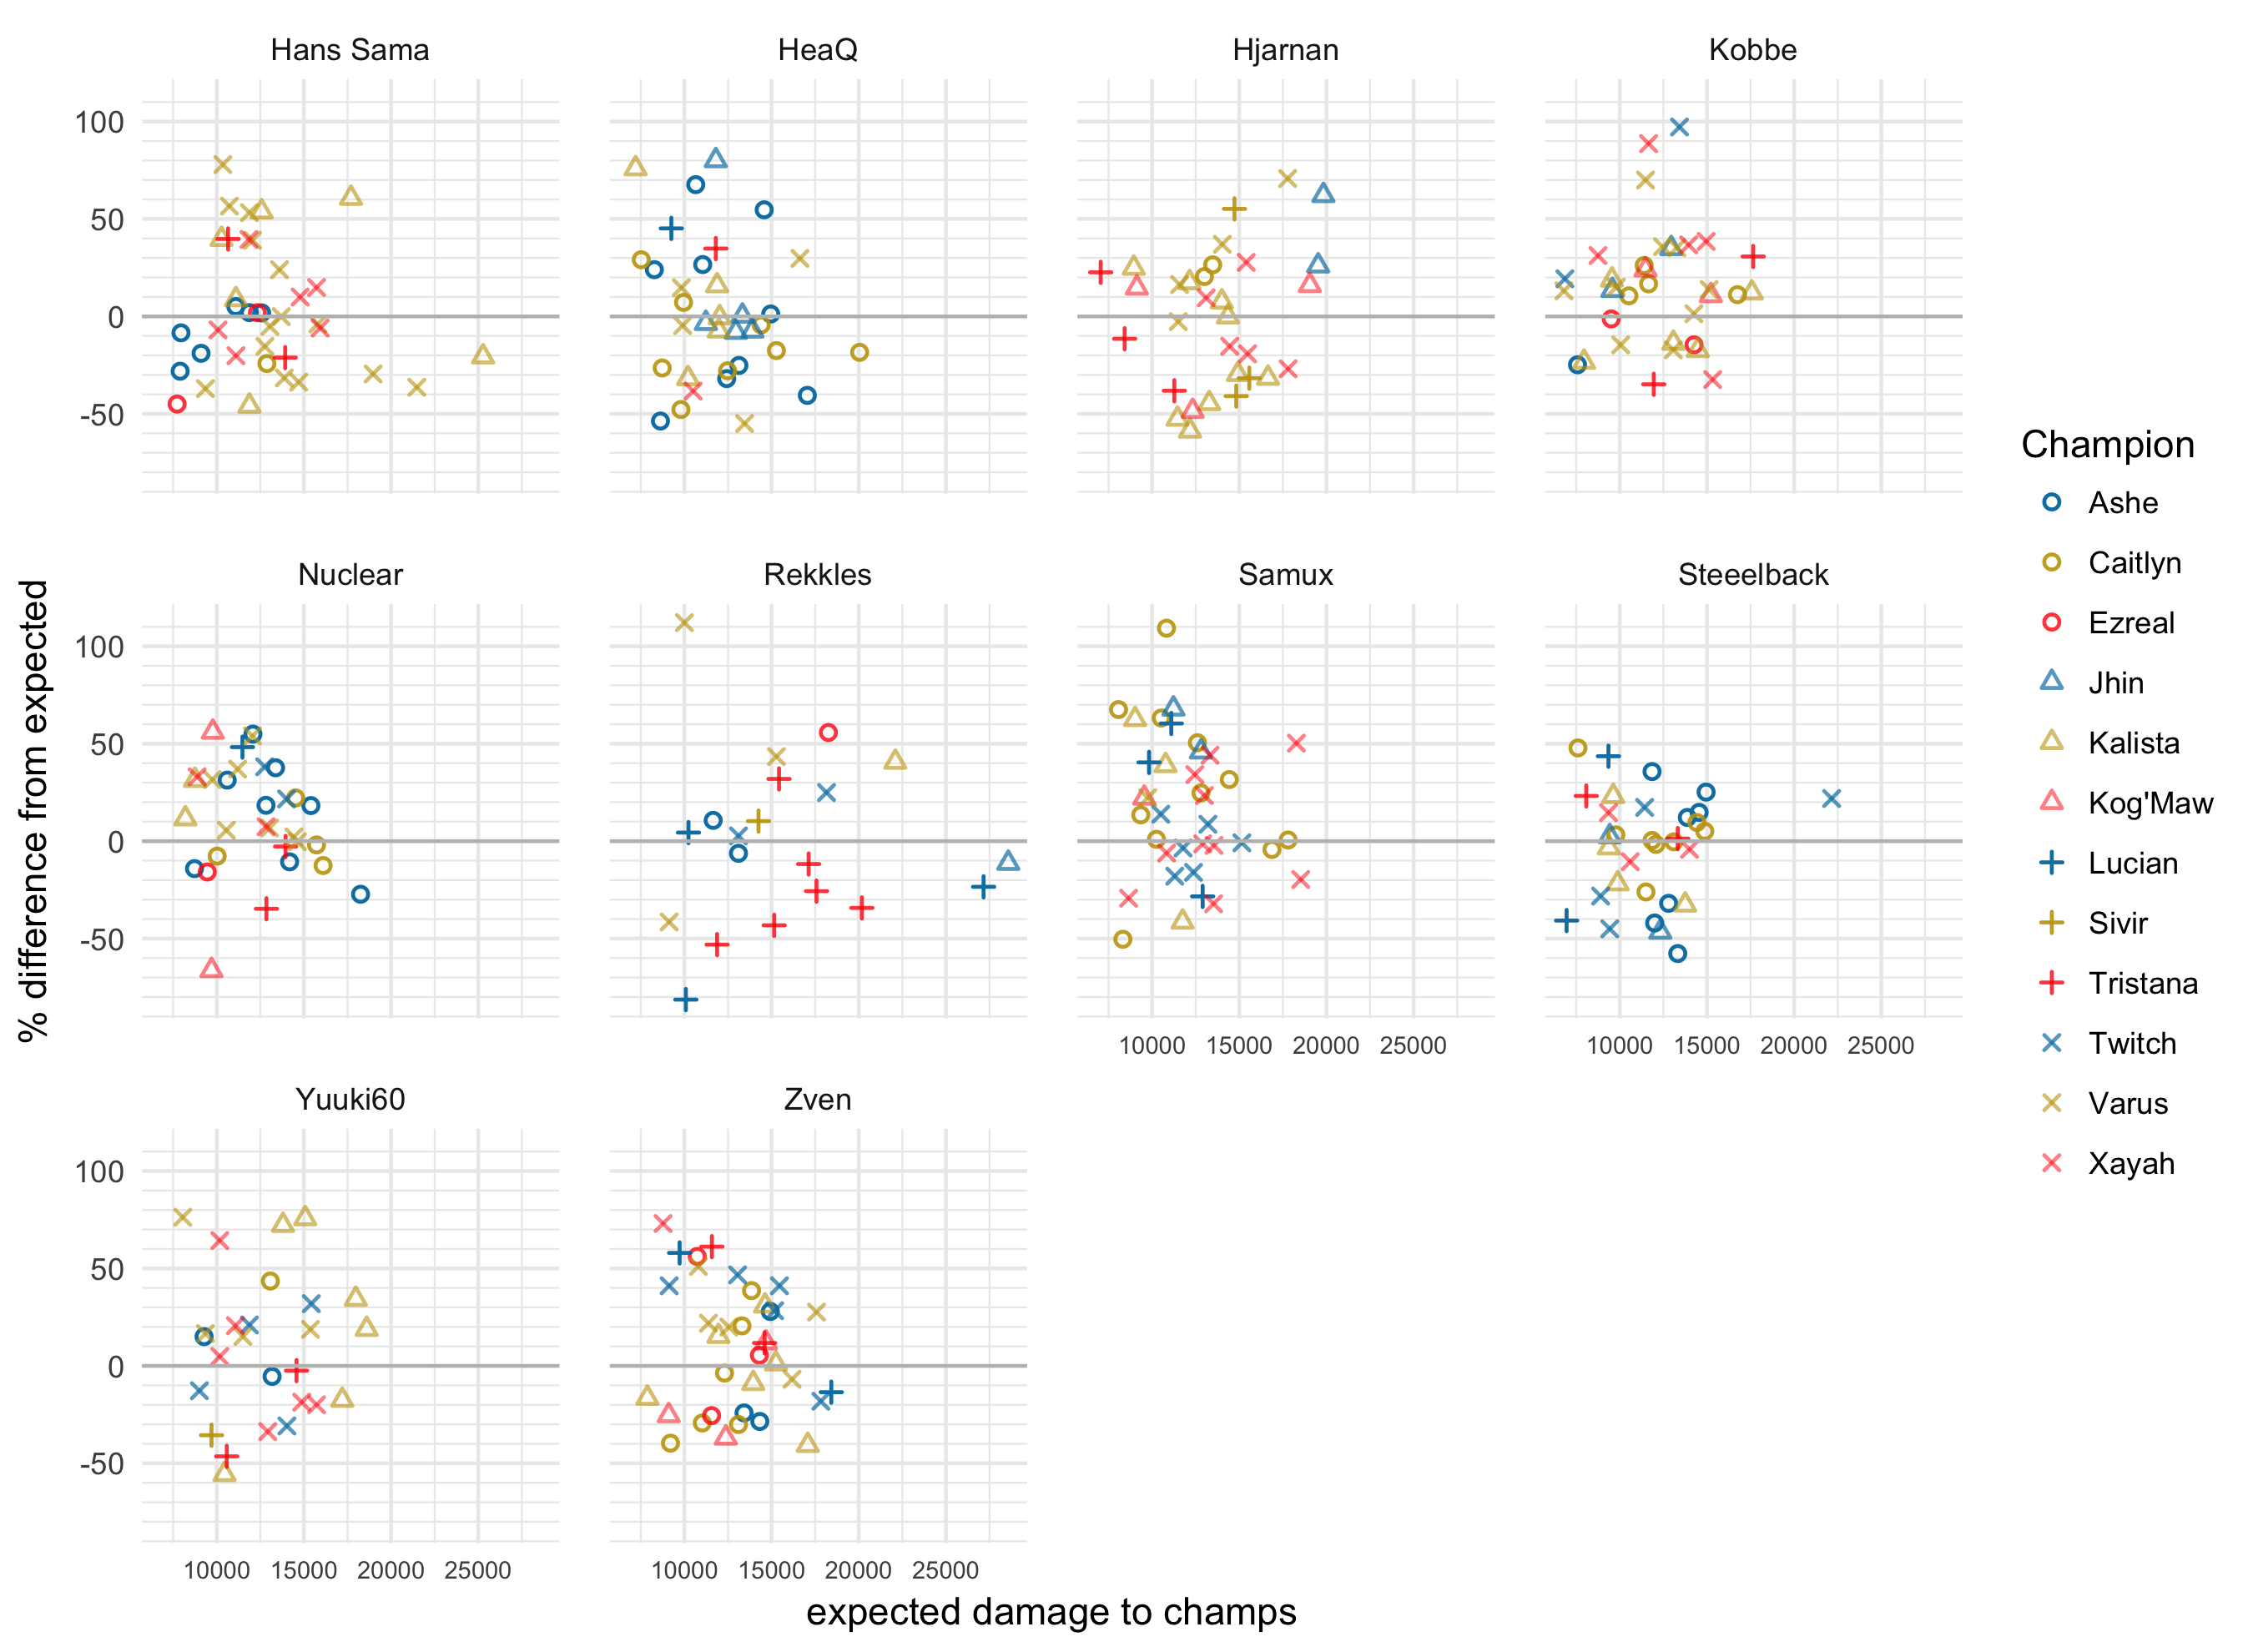 Hans Sama
HeaQ
Hjarnan
Kobbe
100
50
0
-50
Nuclear
Rekkles
Samux
Steeelback
100
50
0
-50
10000 15000 20000 25000
10000 15000 20000 25000
Yuuki60
Zven
100
50
0
-50
10000 15000 20000 25000
10000 15000 20000 25000
expected damage to champs
% difference from expected
Champion
Ashe
Caitlyn
Ezreal
Jhin
Kalista
Kog'Maw
Lucian
Sivir
Tristana
Twitch
Varus
Xayah